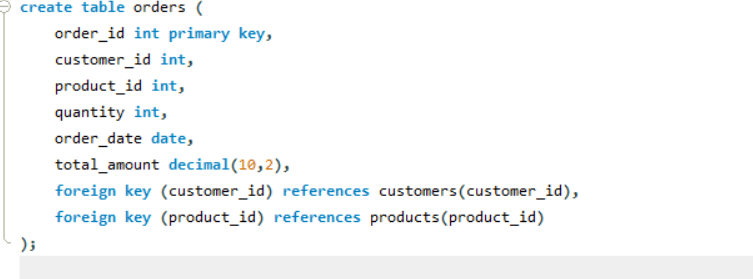 create table orders (
    order_id int primary key,
    customer_id int,
    product_id int,
    quantity int,
    order_date date,
    total_amount decimal(10,2),
    foreign key (customer_id) references customers(customer_id),
    foreign key (product_id) references products(product_id)
);